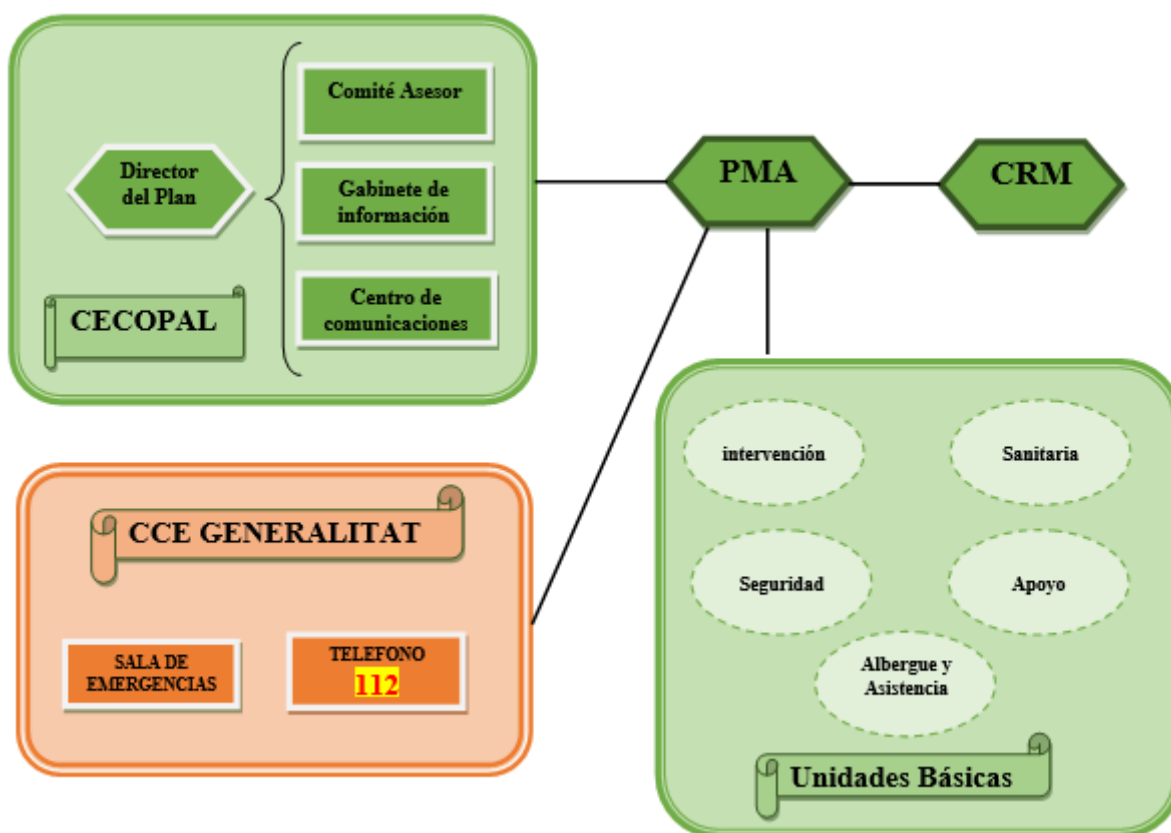 Comité Asesor
Director
del Plan
Gabinete de
información
Centro de
comunicaciones
CECOPAL
PMA
CRM
CCE GENERALITAT
SALA DE
EMERGENCIAS
TELEFONO
112
intervención
Sanitaria
Seguridad
Apoyo
Albergue y
Asistencia
Unidades Básicas